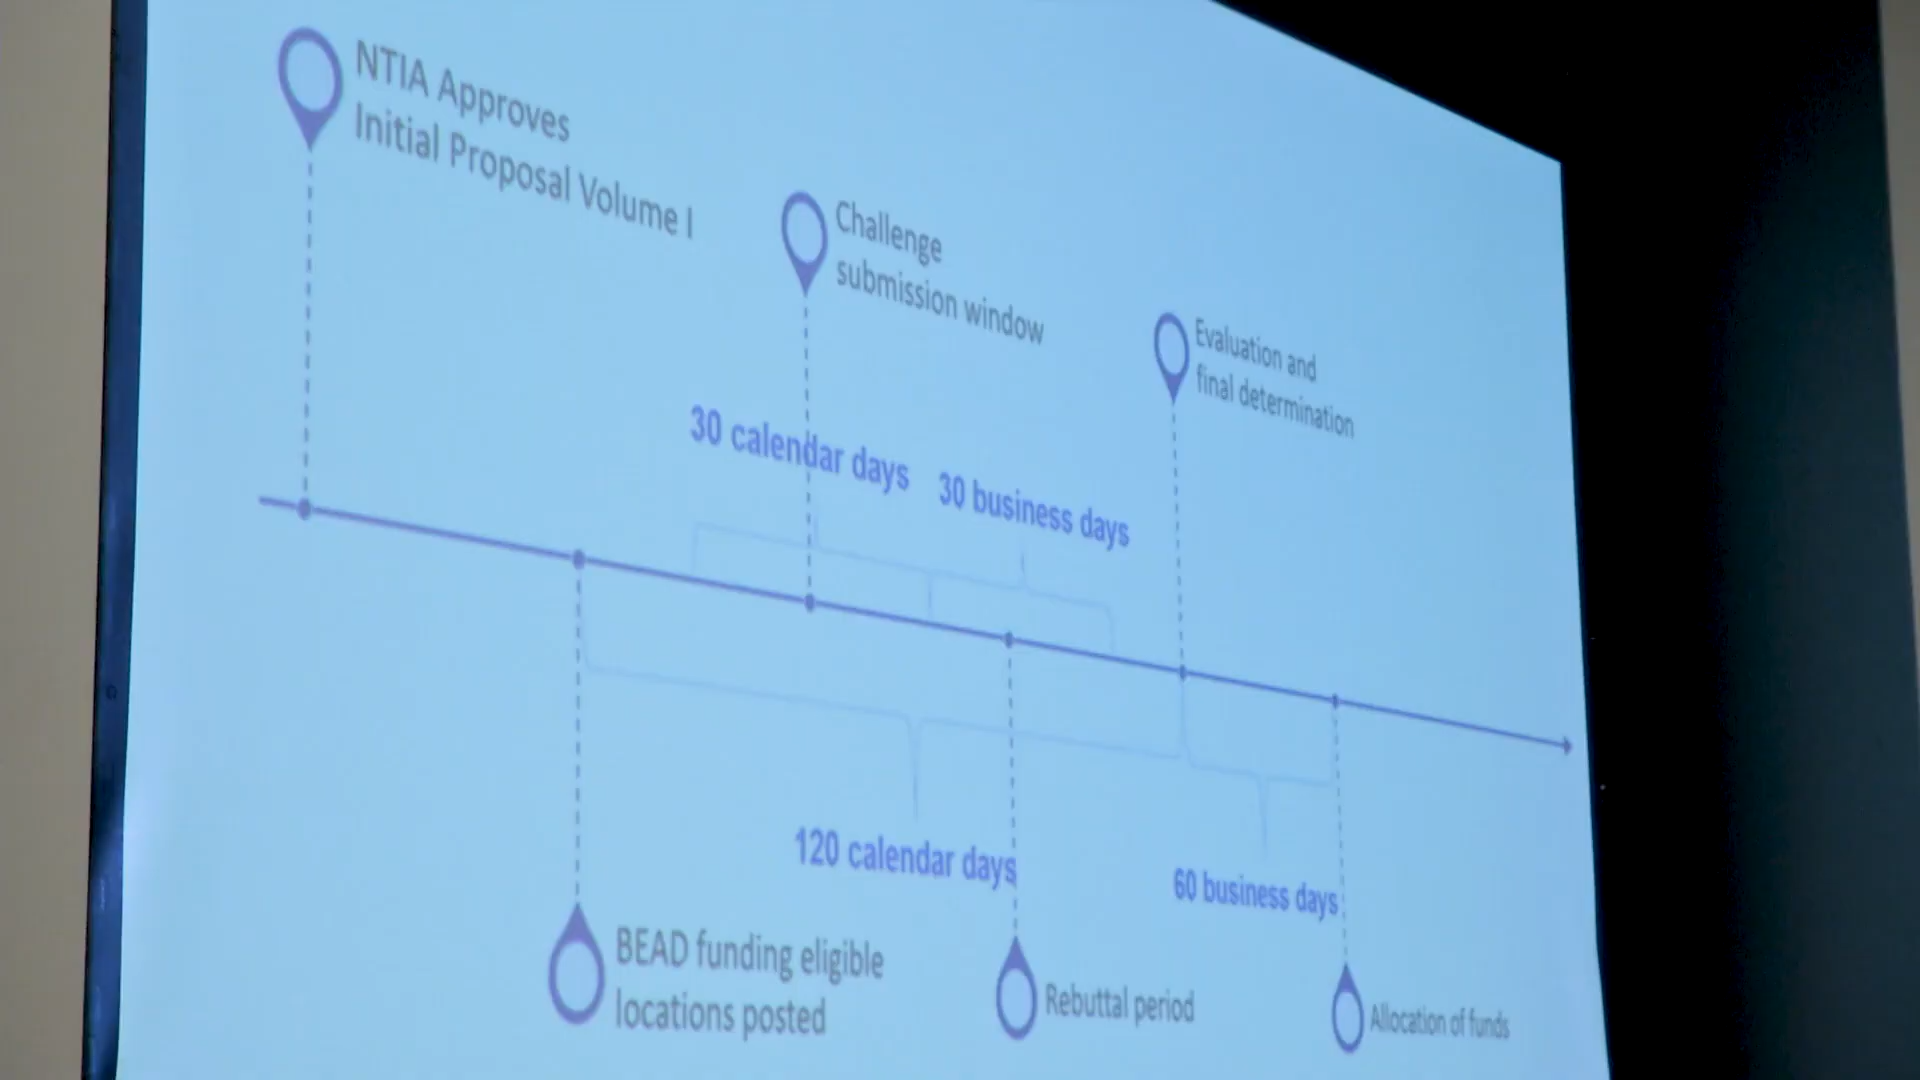 NTIA Approves
Initial Proposal Volume I
Challenge
submission window
Evaluation and
final determination
30 calendar days
30 business days
120 calendar days
60 business days
BEAD funding eligible
locations posted
Rebuttal period
Allocation of funds